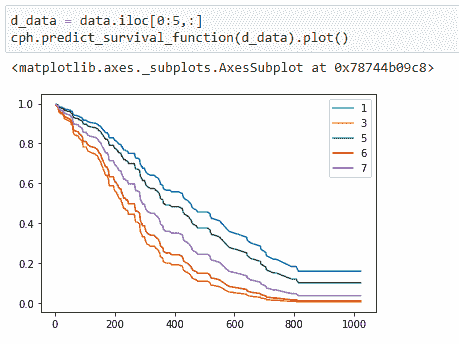 d_data = data.iloc[0:5,:]
cph.predict_survival_function(d_data).plot()
<matplotlib.axes._subplots.AxesSubplot at 0x78744b09c8>
1.0
0.8
0.6
0.4
0.2
0.0
0 200 400 600 800 1000
1
3
5
6
7